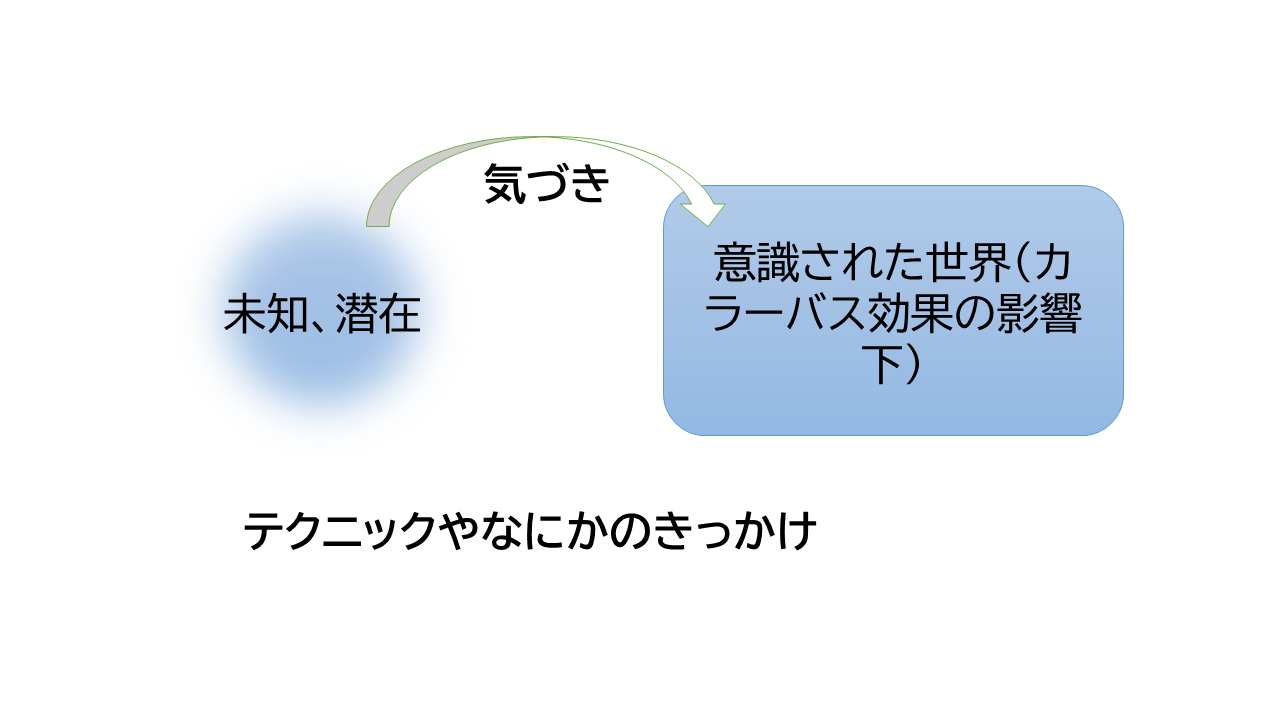 気づき
未知、潜在
意識された世界（カ
ラーバス効果の影響
下）
テクニックやなにかのきっかけ